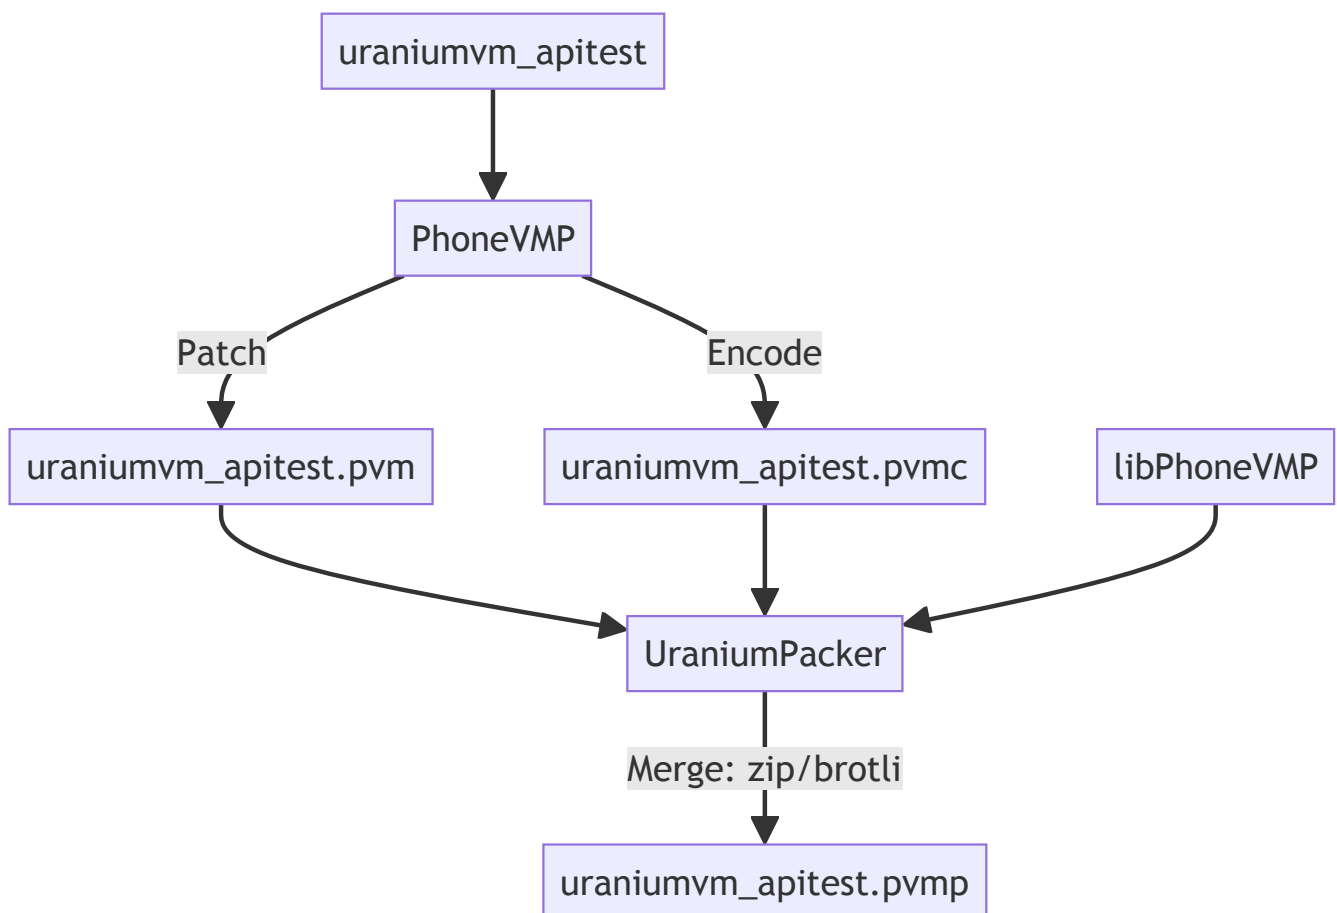 uraniumvm_apitest
PhoneVMP
Patch
Encode
uraniumvm_apitest.pvm
uraniumvm_apitest.pvmc
libPhoneVMP
UraniumPacker
Merge: zip/brotli
uraniumvm_apitest.pvmp